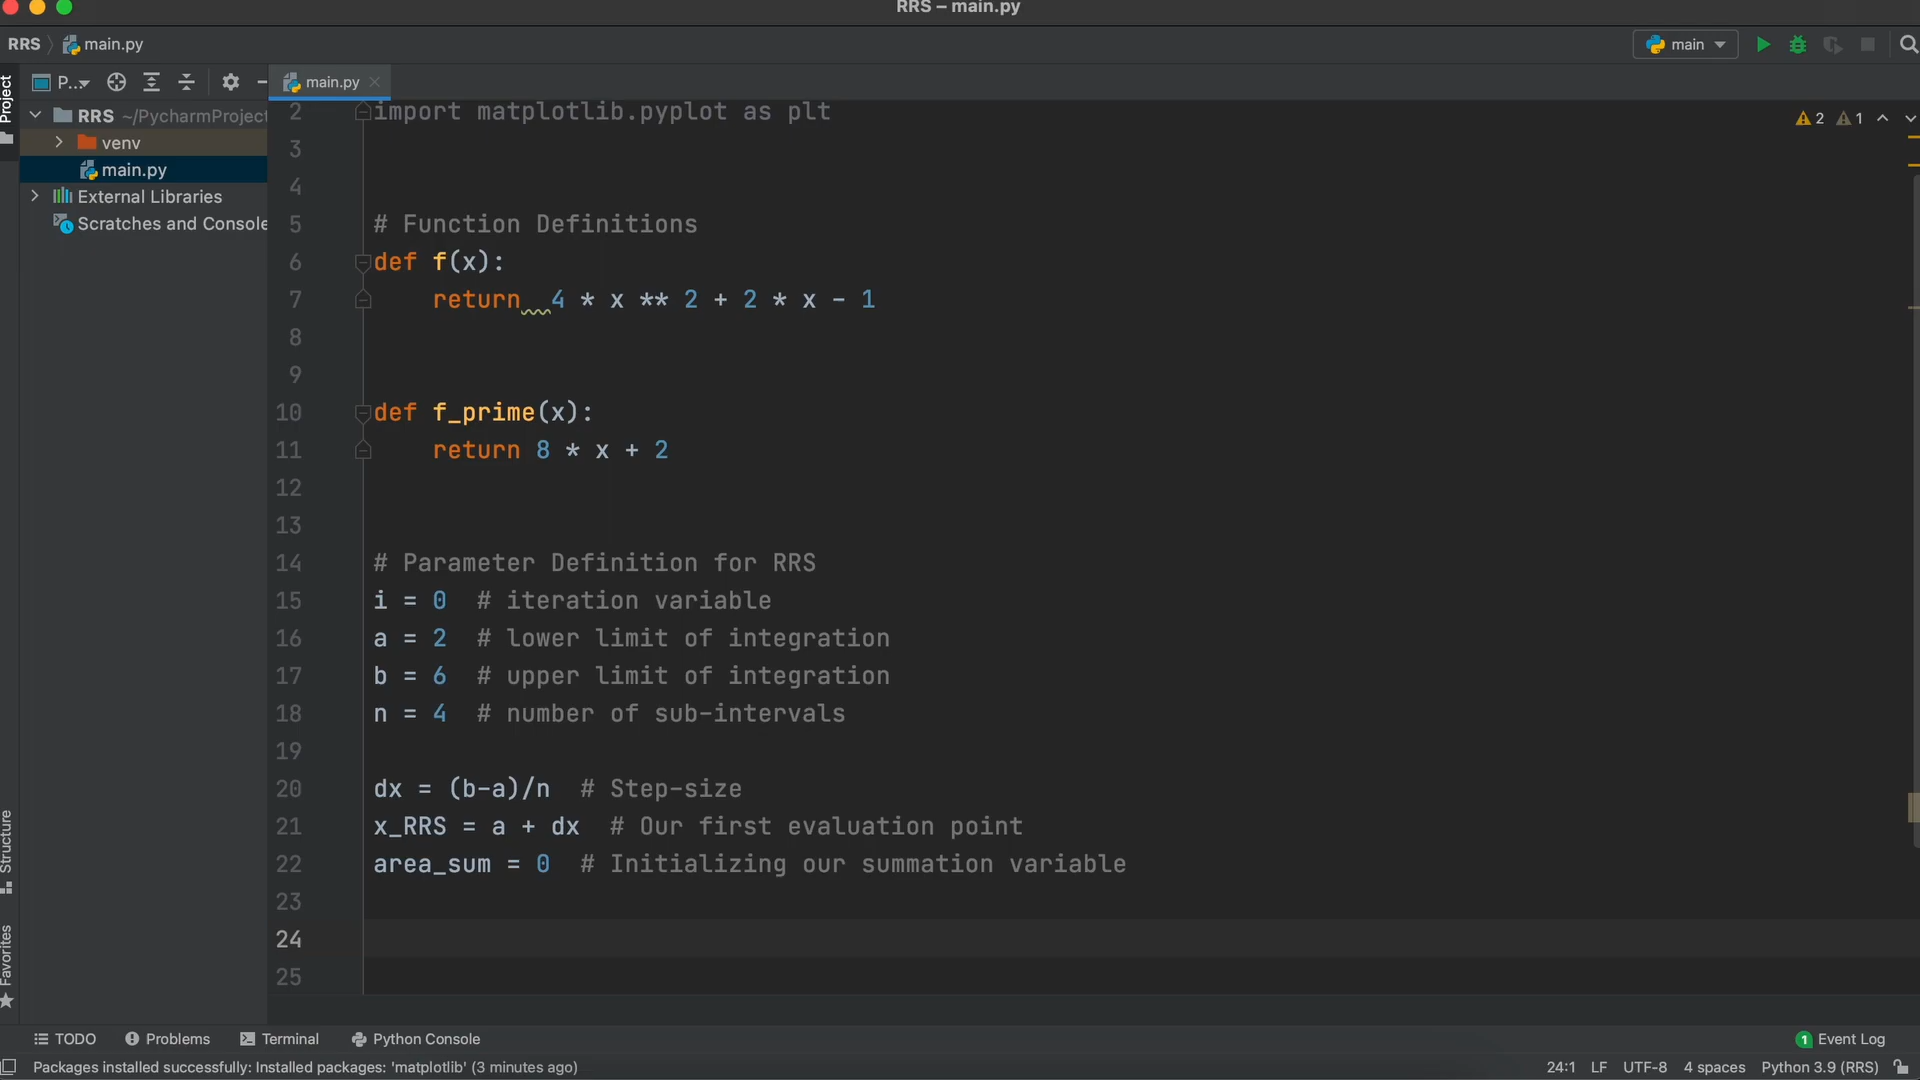 RRS – main.py
RRS main.py
main
Project
P...
main.py
2 1
RRS ~/PycharmProject
venv
main.py
External Libraries
Scratches and Console
2 import matplotlib.pyplot as plt
3
4
5 # Function Definitions
6 def f(x):
7 return  4 * x ** 2 + 2 * x - 1
8
9
10 def f_prime(x):
11 return 8 * x + 2
12
13
14 # Parameter Definition for RRS
15 i = 0  # iteration variable
16 a = 2  # lower limit of integration
17 b = 6  # upper limit of integration
18 n = 4  # number of sub-intervals
19
20 dx = (b-a)/n  # Step-size
21 x_RRS = a + dx  # Our first evaluation point
22 area_sum = 0  # Initializing our summation variable
23
24
25
Structure
Favorites
TODO Problems Terminal Python Console 1 Event Log
Packages installed successfully: Installed packages: 'matplotlib' (3 minutes ago) 24:1 LF UTF-8 4 spaces Python 3.9 (RRS)